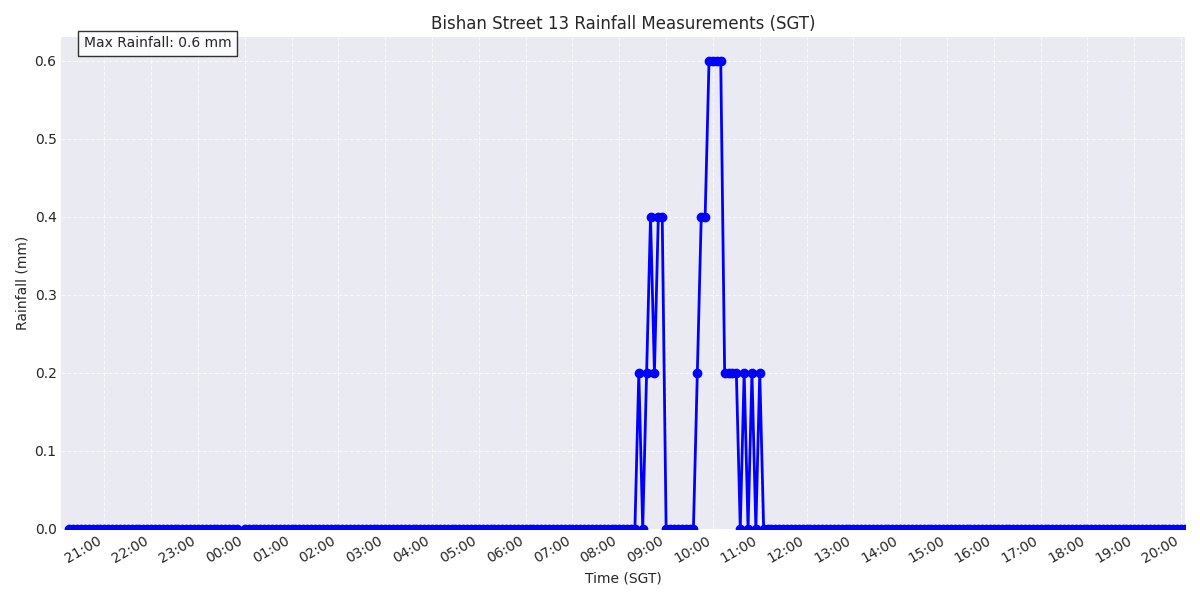 Bishan Street 13 Rainfall Measurements (SGT)
Max Rainfall: 0.6 mm
Rainfall (mm)
0.6
0.5
0.4
0.3
0.2
0.1
0.0
21:00 22:00 23:00 00:00 01:00 02:00 03:00 04:00 05:00 06:00 07:00 08:00 09:00 10:00 11:00 12:00 13:00 14:00 15:00 16:00 17:00 18:00 19:00 20:00
Time (SGT)